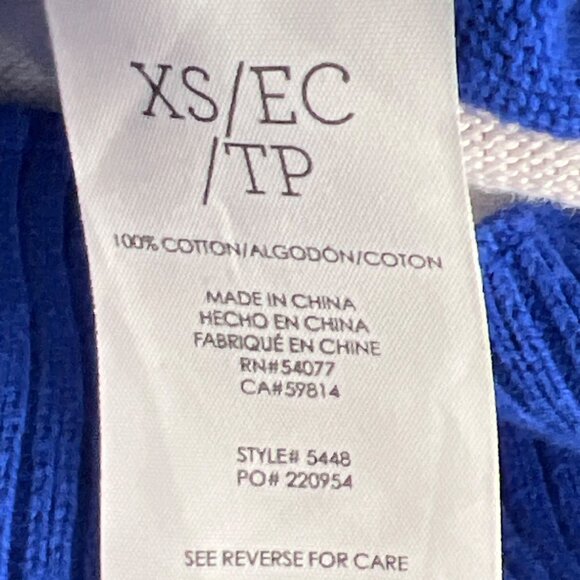 XS/EC
/TP
100% COTTON/ALGODÓN/COTON
MADE IN CHINA
HECHO EN CHINA
FABRIQUÉ EN CHINE
RN#54077
CA#59814
STYLE# 5448
PO# 220954
SEE REVERSE FOR CARE